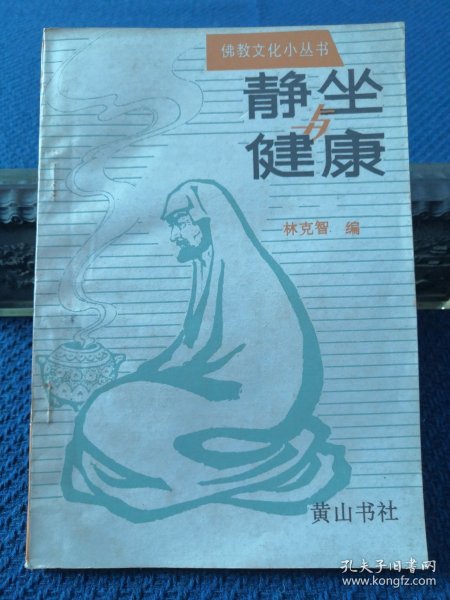 佛教文化小丛书
静坐
与
健康
林克智 编
黄山书社
孔夫子旧书网
www.kongfz.com